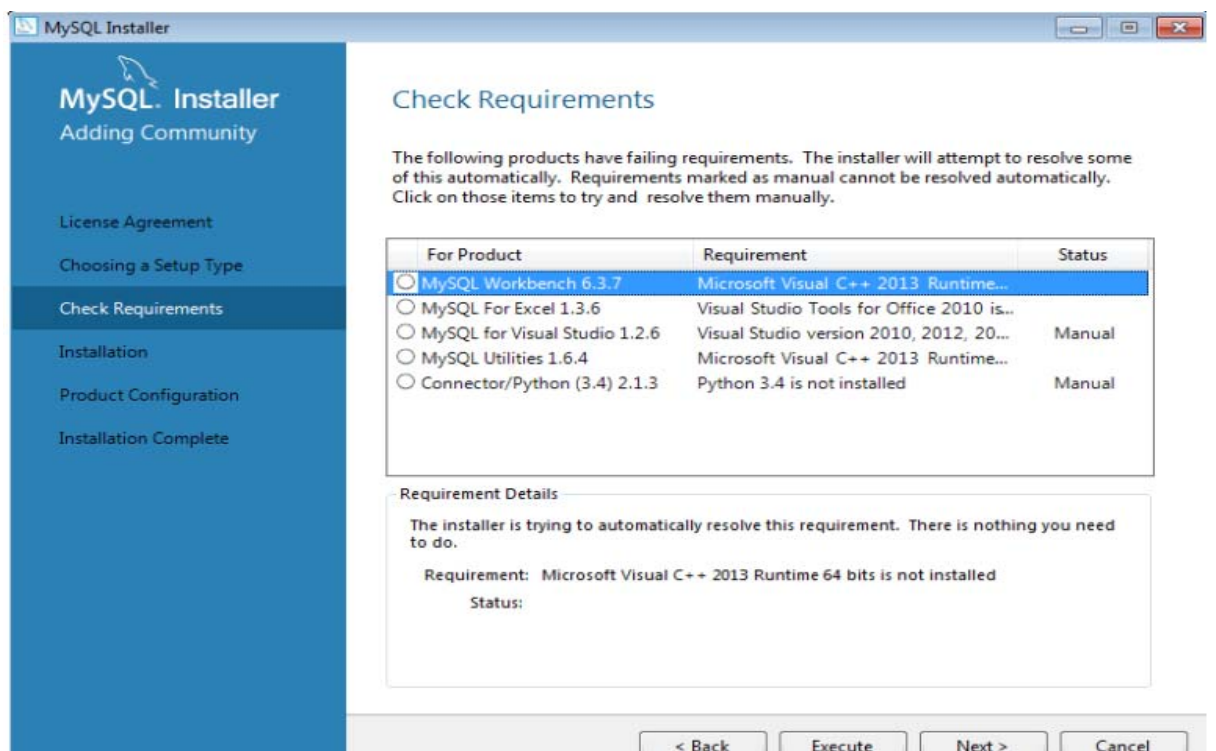 MySQL Installer
MySQL. Installer
Adding Community
License Agreement
Choosing a Setup Type
Check Requirements
Installation
Product Configuration
Installation Complete
Check Requirements
The following products have failing requirements. The installer will attempt to resolve some
of this automatically. Requirements marked as manual cannot be resolved automatically.
Click on those items to try and resolve them manually.
For Product Requirement Status
MySQL Workbench 6.3.7 Microsoft Visual C++ 2013 Runtime...
MySQL For Excel 1.3.6 Visual Studio Tools for Office 2010 is...
MySQL for Visual Studio 1.2.6 Visual Studio version 2010, 2012, 20... Manual
MySQL Utilities 1.6.4 Microsoft Visual C++ 2013 Runtime...
Connector/Python (3.4) 2.1.3 Python 3.4 is not installed Manual
Requirement Details
The installer is trying to automatically resolve this requirement. There is nothing you need
to do.
Requirement: Microsoft Visual C++ 2013 Runtime 64 bits is not installed
Status:
< Back Execute Next > Cancel